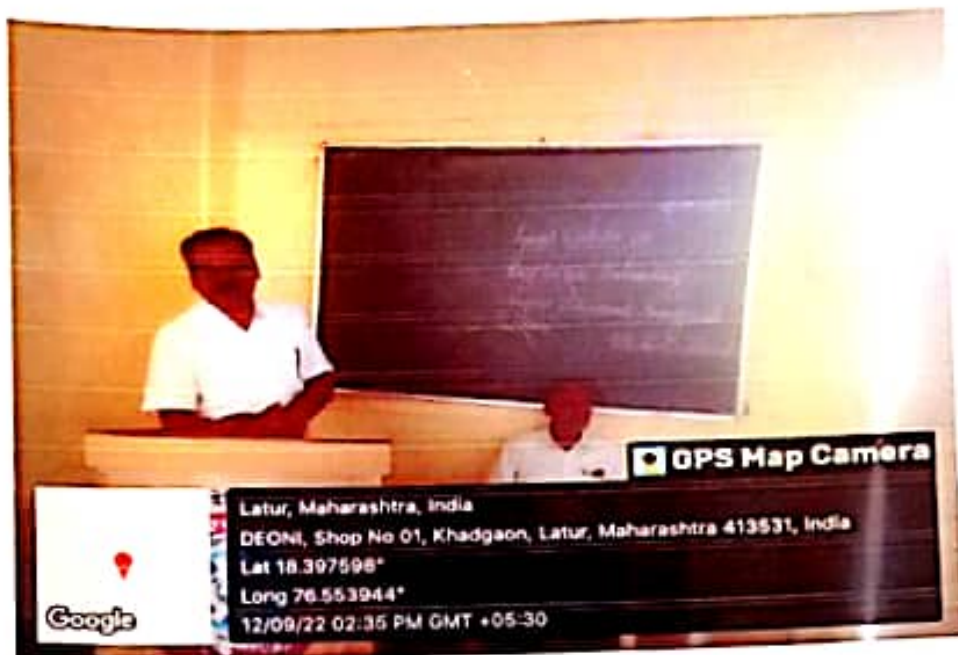 GPS Map Camera
Latur, Maharashtra, India
DEONI, Shop No 01, Khadgaon, Latur, Maharashtra 413531, India
Lat 18.397598°
Long 76.553944°
12/09/22 02:35 PM GMT +05:30
Google